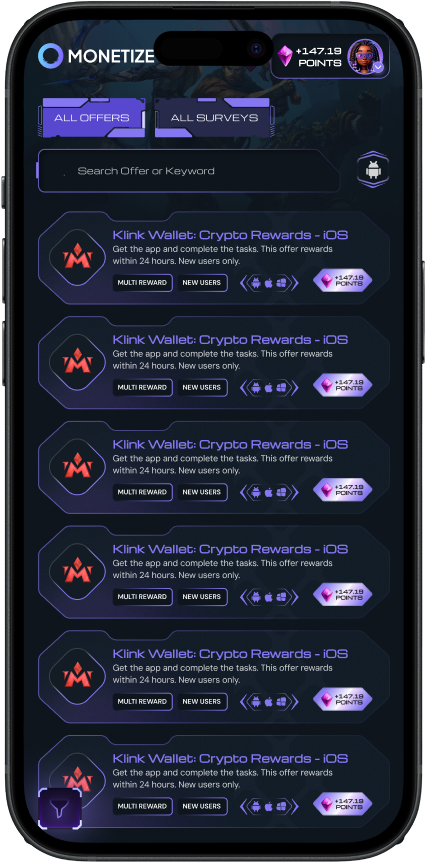 MONETIZE
+147.19
POINTS
ALL OFFERS
ALL SURVEYS
Search Offer or Keyword
Klink Wallet: Crypto Rewards - iOS
Get the app and complete the tasks. This offer rewards
within 24 hours. New users only.
MULTI REWARD
NEW USERS
+147.19
POINTS
Klink Wallet: Crypto Rewards - iOS
Get the app and complete the tasks. This offer rewards
within 24 hours. New users only.
MULTI REWARD
NEW USERS
+147.19
POINTS
Klink Wallet: Crypto Rewards - iOS
Get the app and complete the tasks. This offer rewards
within 24 hours. New users only.
MULTI REWARD
NEW USERS
+147.19
POINTS
Klink Wallet: Crypto Rewards - iOS
Get the app and complete the tasks. This offer rewards
within 24 hours. New users only.
MULTI REWARD
NEW USERS
+147.19
POINTS
Klink Wallet: Crypto Rewards - iOS
Get the app and complete the tasks. This offer rewards
within 24 hours. New users only.
MULTI REWARD
NEW USERS
+147.19
POINTS
Klink Wallet: Crypto Rewards - iOS
Get the app and complete the tasks. This offer rewards
within 24 hours. New users only.
MULTI REWARD
NEW USERS
+147.19
POINTS